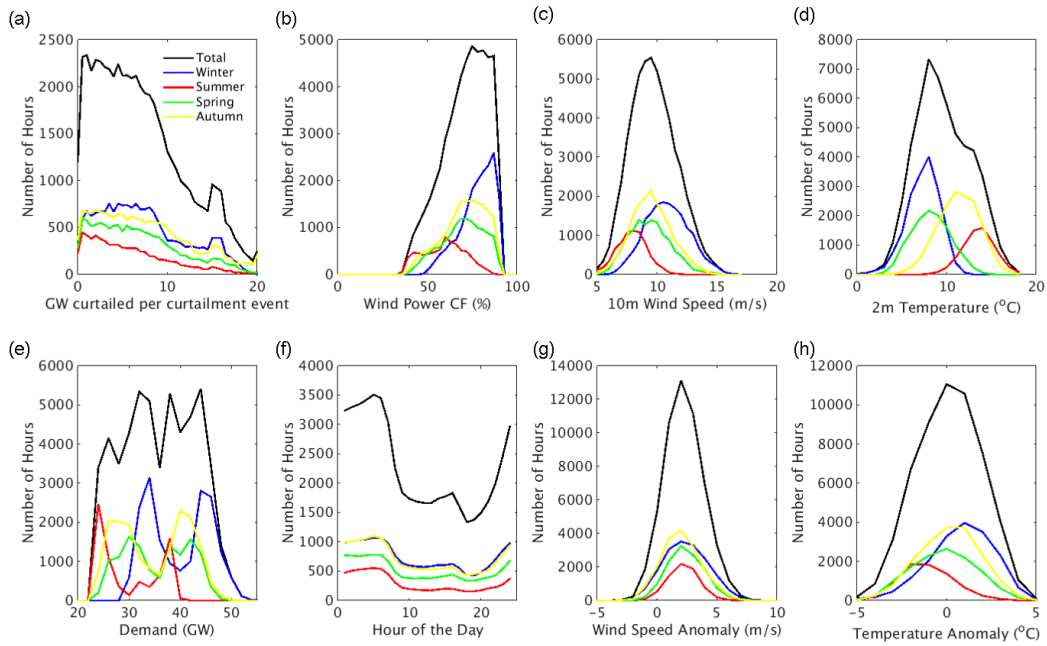 (a)
2500
2000
1500
1000
500
0
0 10 20
Number of Hours
GW curtailed per curtailment event
Total
Winter
Summer
Spring
Autumn
(b)
5000
4000
3000
2000
1000
0
0 50 100
Number of Hours
Wind Power CF (%)
(c)
6000
5000
4000
3000
2000
1000
0
5 10 15 20
Number of Hours
10m Wind Speed (m/s)
(d)
8000
7000
6000
5000
4000
3000
2000
1000
0
0 10 20
Number of Hours
2m Temperature (°C)
(e)
6000
5000
4000
3000
2000
1000
0
20 30 40 50
Number of Hours
Demand (GW)
(f)
4000
3500
3000
2500
2000
1500
1000
500
0
0 10 20
Number of Hours
Hour of the Day
(g)
14000
12000
10000
8000
6000
4000
2000
0
−5 0 5 10
Number of Hours
Wind Speed Anomaly (m/s)
(h)
12000
10000
8000
6000
4000
2000
0
−5 0 5
Number of Hours
Temperature Anomaly (°C)